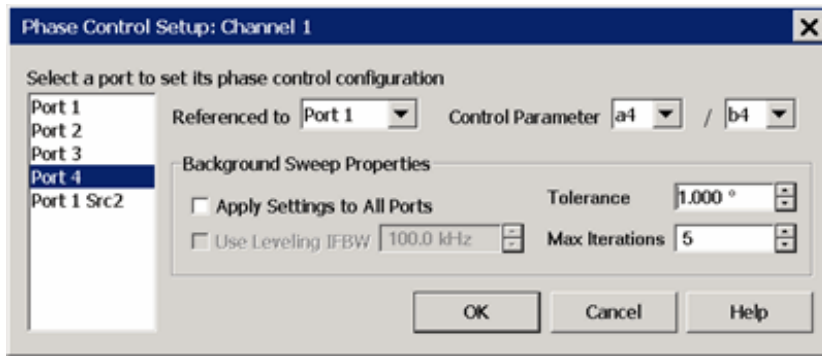 Phase Control Setup: Channel 1
Select a port to set its phase control configuration
Port 1
Port 2
Port 3
Port 4
Port 1 Src2
Referenced to Port 1 Control Parameter a4 / b4
Background Sweep Properties
Apply Settings to All Ports Tolerance 1.000 °
Use Leveling IFBW 100.0 kHz Max Iterations 5
OK Cancel Help